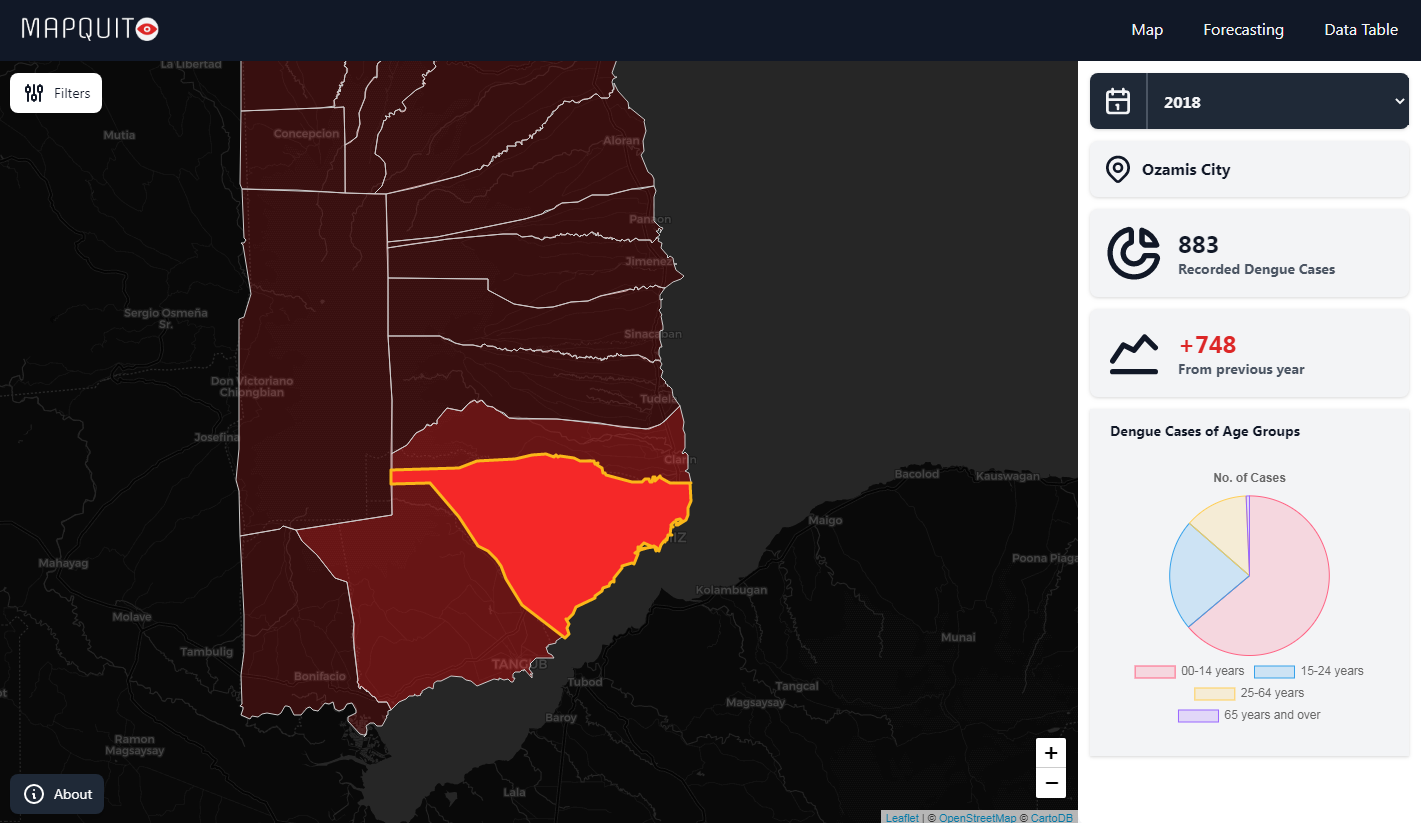 MAPQUITO
Map
Forecasting
Data Table
Filters
La Libertad
Mutia
Concepcion
Aloran
Panaon
Jimenez
Sergio Osmeña
Sr.
Sinacaban
Don Victoriano
Chiongbian
Tudela
Josefina
Clarin
Bacolod
Kauswagan
Maigo
IZ
Mahayag
Poona Piaga
Kolambugan
Molave
Munai
Tambulig
TANGUB
Bonifacio
Tubod
Tangcal
Magsaysay
Baroy
Ramon
Magsaysay
Lala
About
+
−
Leaflet | © OpenStreetMap © CartoDB
1
2018
Ozamis City
883
Recorded Dengue Cases
+748
From previous year
Dengue Cases of Age Groups
No. of Cases
00-14 years
15-24 years
25-64 years
65 years and over